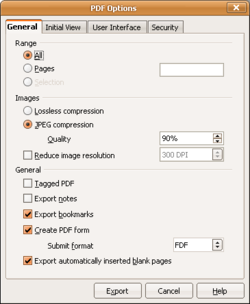 PDF Options
General Initial View User Interface Security
Range
All
Pages
Selection
Images
Lossless compression
JPEG compression
Quality 90%
Reduce image resolution 300 DPI
General
Tagged PDF
Export notes
Export bookmarks
Create PDF form
Submit format FDF
Export automatically inserted blank pages
Export Cancel Help